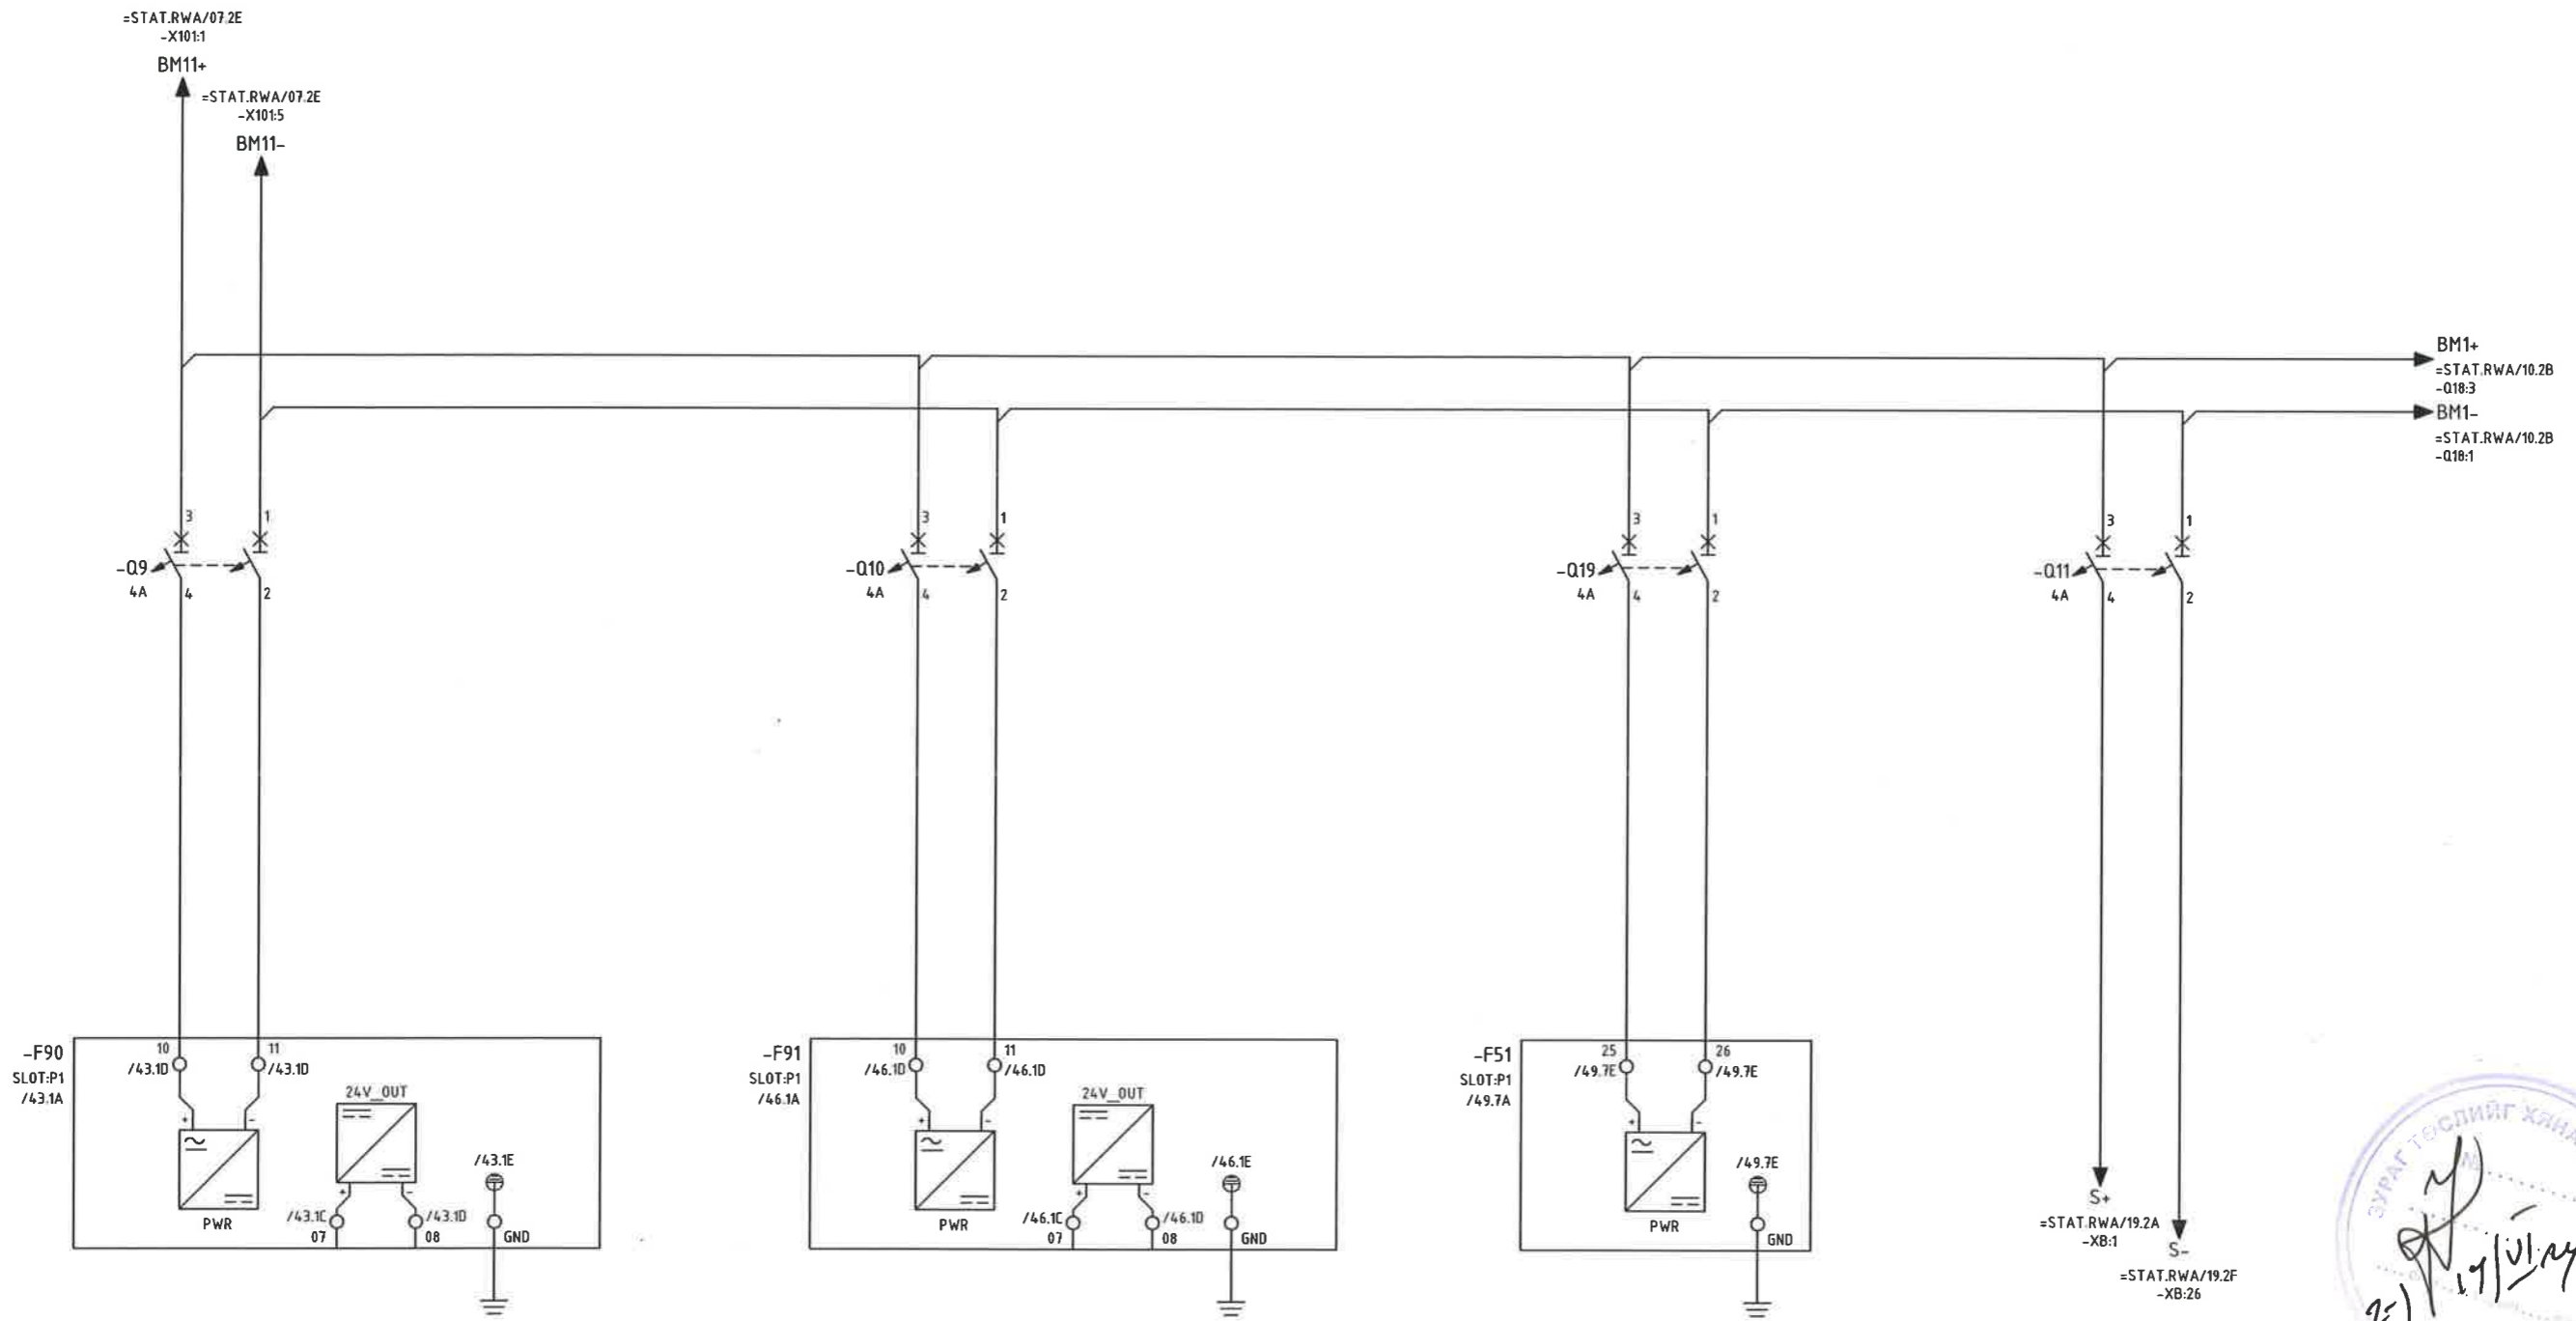 =STAT.RWA/07.2E
-X101:1
BM11+
=STAT.RWA/07.2E
-X101:5
BM11-
BM1+
=STAT.RWA/10.2B
-Q18:3
BM1-
=STAT.RWA/10.2B
-Q18:1
3 1 3 1 3 1 3 1
-Q9 -Q10 -Q19 -Q11
4A 4 2 4A 4 2 4A 4 2 4A 4 2
-F90
SLOT:P1
/43.1A
10 11
/43.1D /43.1D
24V_OUT
+ -
PWR
+ -
/43.1C /43.1D
07 08
/43.1E
GND
-F91
SLOT:P1
/46.1A
10 11
/46.1D /46.1D
24V_OUT
+ -
PWR
+ -
/46.1C /46.1D
07 08
/46.1E
GND
-F51
SLOT:P1
/49.7A
25 26
/49.7E /49.7E
+ -
PWR
/49.7E
GND
S+
=STAT.RWA/19.2A
-XB:1
S-
=STAT.RWA/19.2F
-XB:26
ЗУРАГ ТӨСЛИЙГ
№